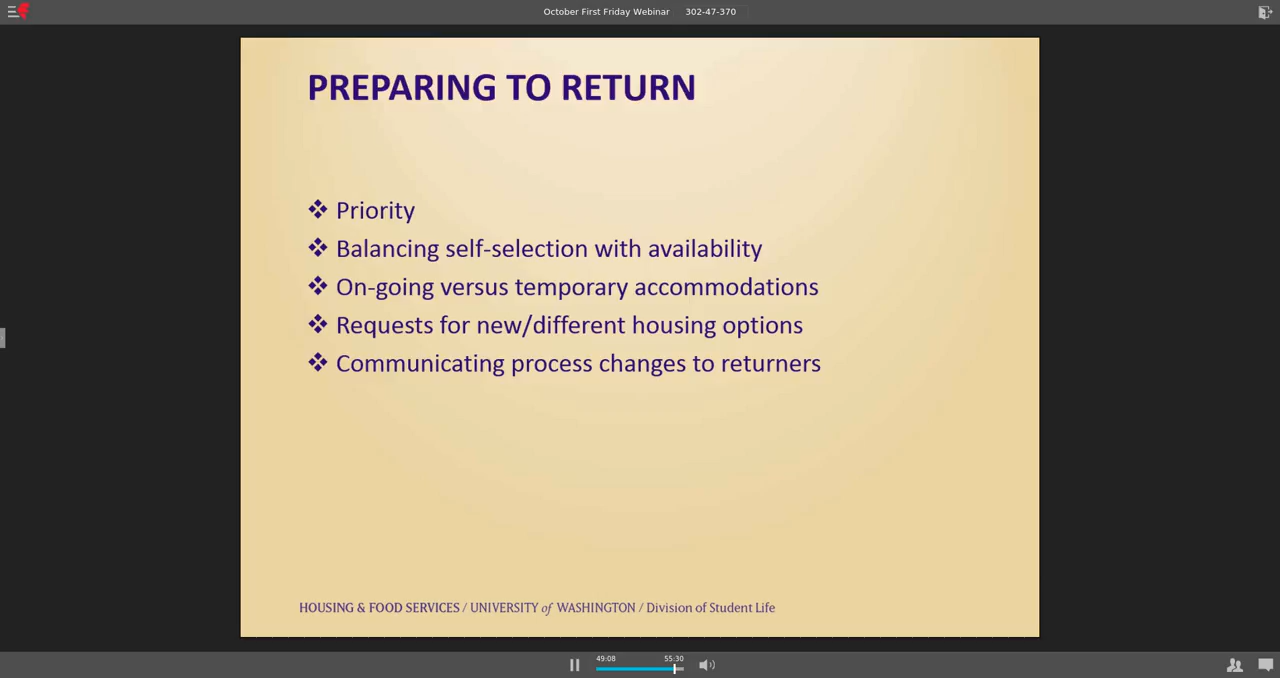 October First Friday Webinar 302-47-370
PREPARING TO RETURN
❖ Priority
❖ Balancing self-selection with availability
❖ On-going versus temporary accommodations
❖ Requests for new/different housing options
❖ Communicating process changes to returners
HOUSING & FOOD SERVICES / UNIVERSITY of WASHINGTON / Division of Student Life
49:08 55:30